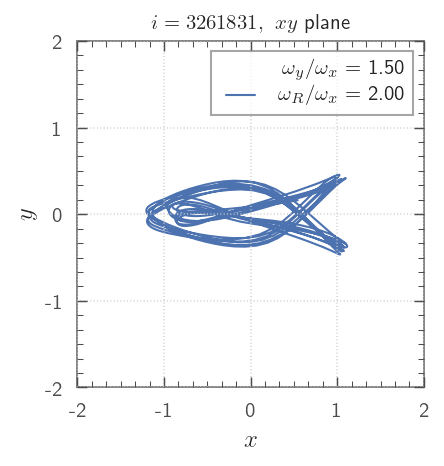 i = 3261831, xy plane
ω_y/ω_x = 1.50
ω_R/ω_x = 2.00
2
1
0
-1
-2
y
-2 -1 0 1 2
x